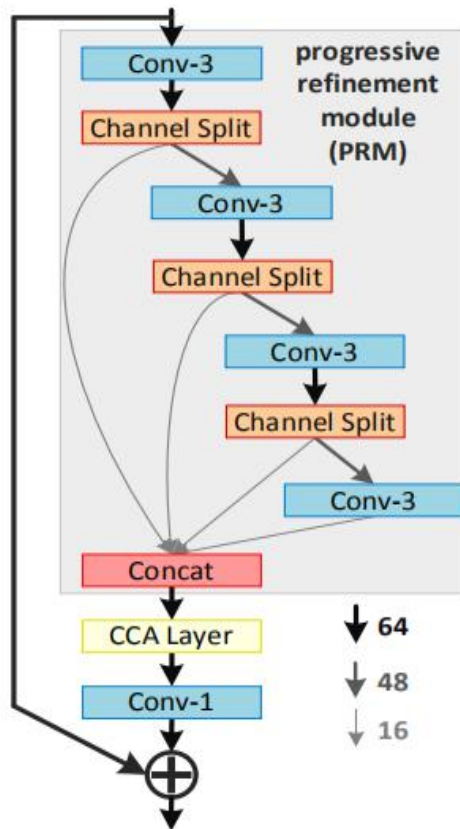 Conv-3
progressive
refinement
module
(PRM)
Channel Split
Conv-3
Channel Split
Conv-3
Channel Split
Conv-3
Concat
CCA Layer
64
48
Conv-1
16